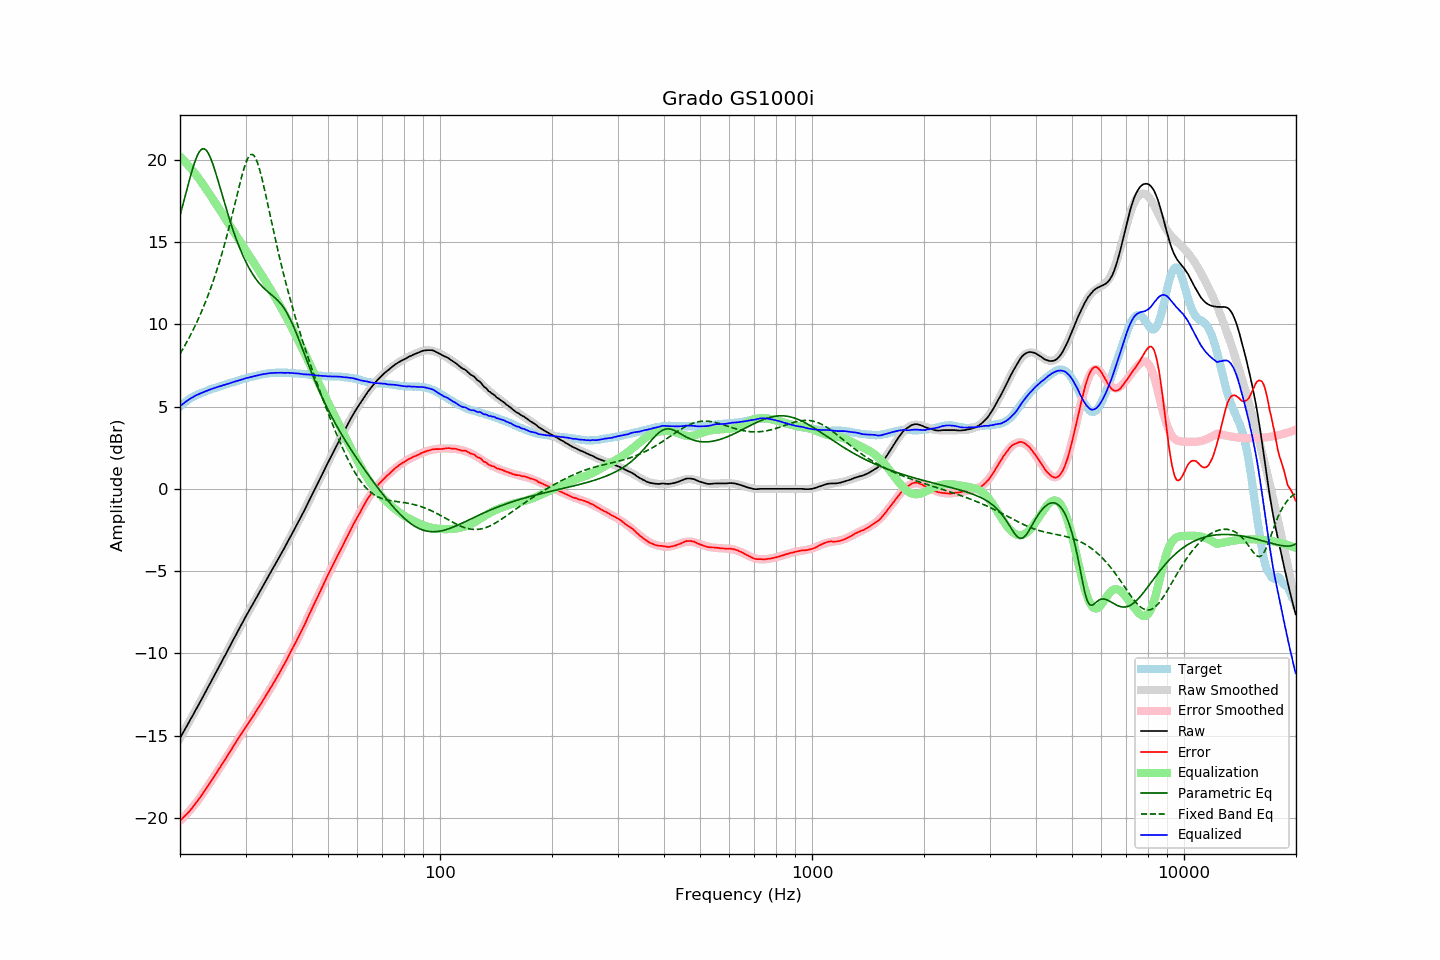 Grado GS1000i
Amplitude (dBr)
20
15
10
5
0
−5
−10
−15
−20
100
1000
10000
Frequency (Hz)
Target
Raw Smoothed
Error Smoothed
Raw
Error
Equalization
Parametric Eq
Fixed Band Eq
Equalized